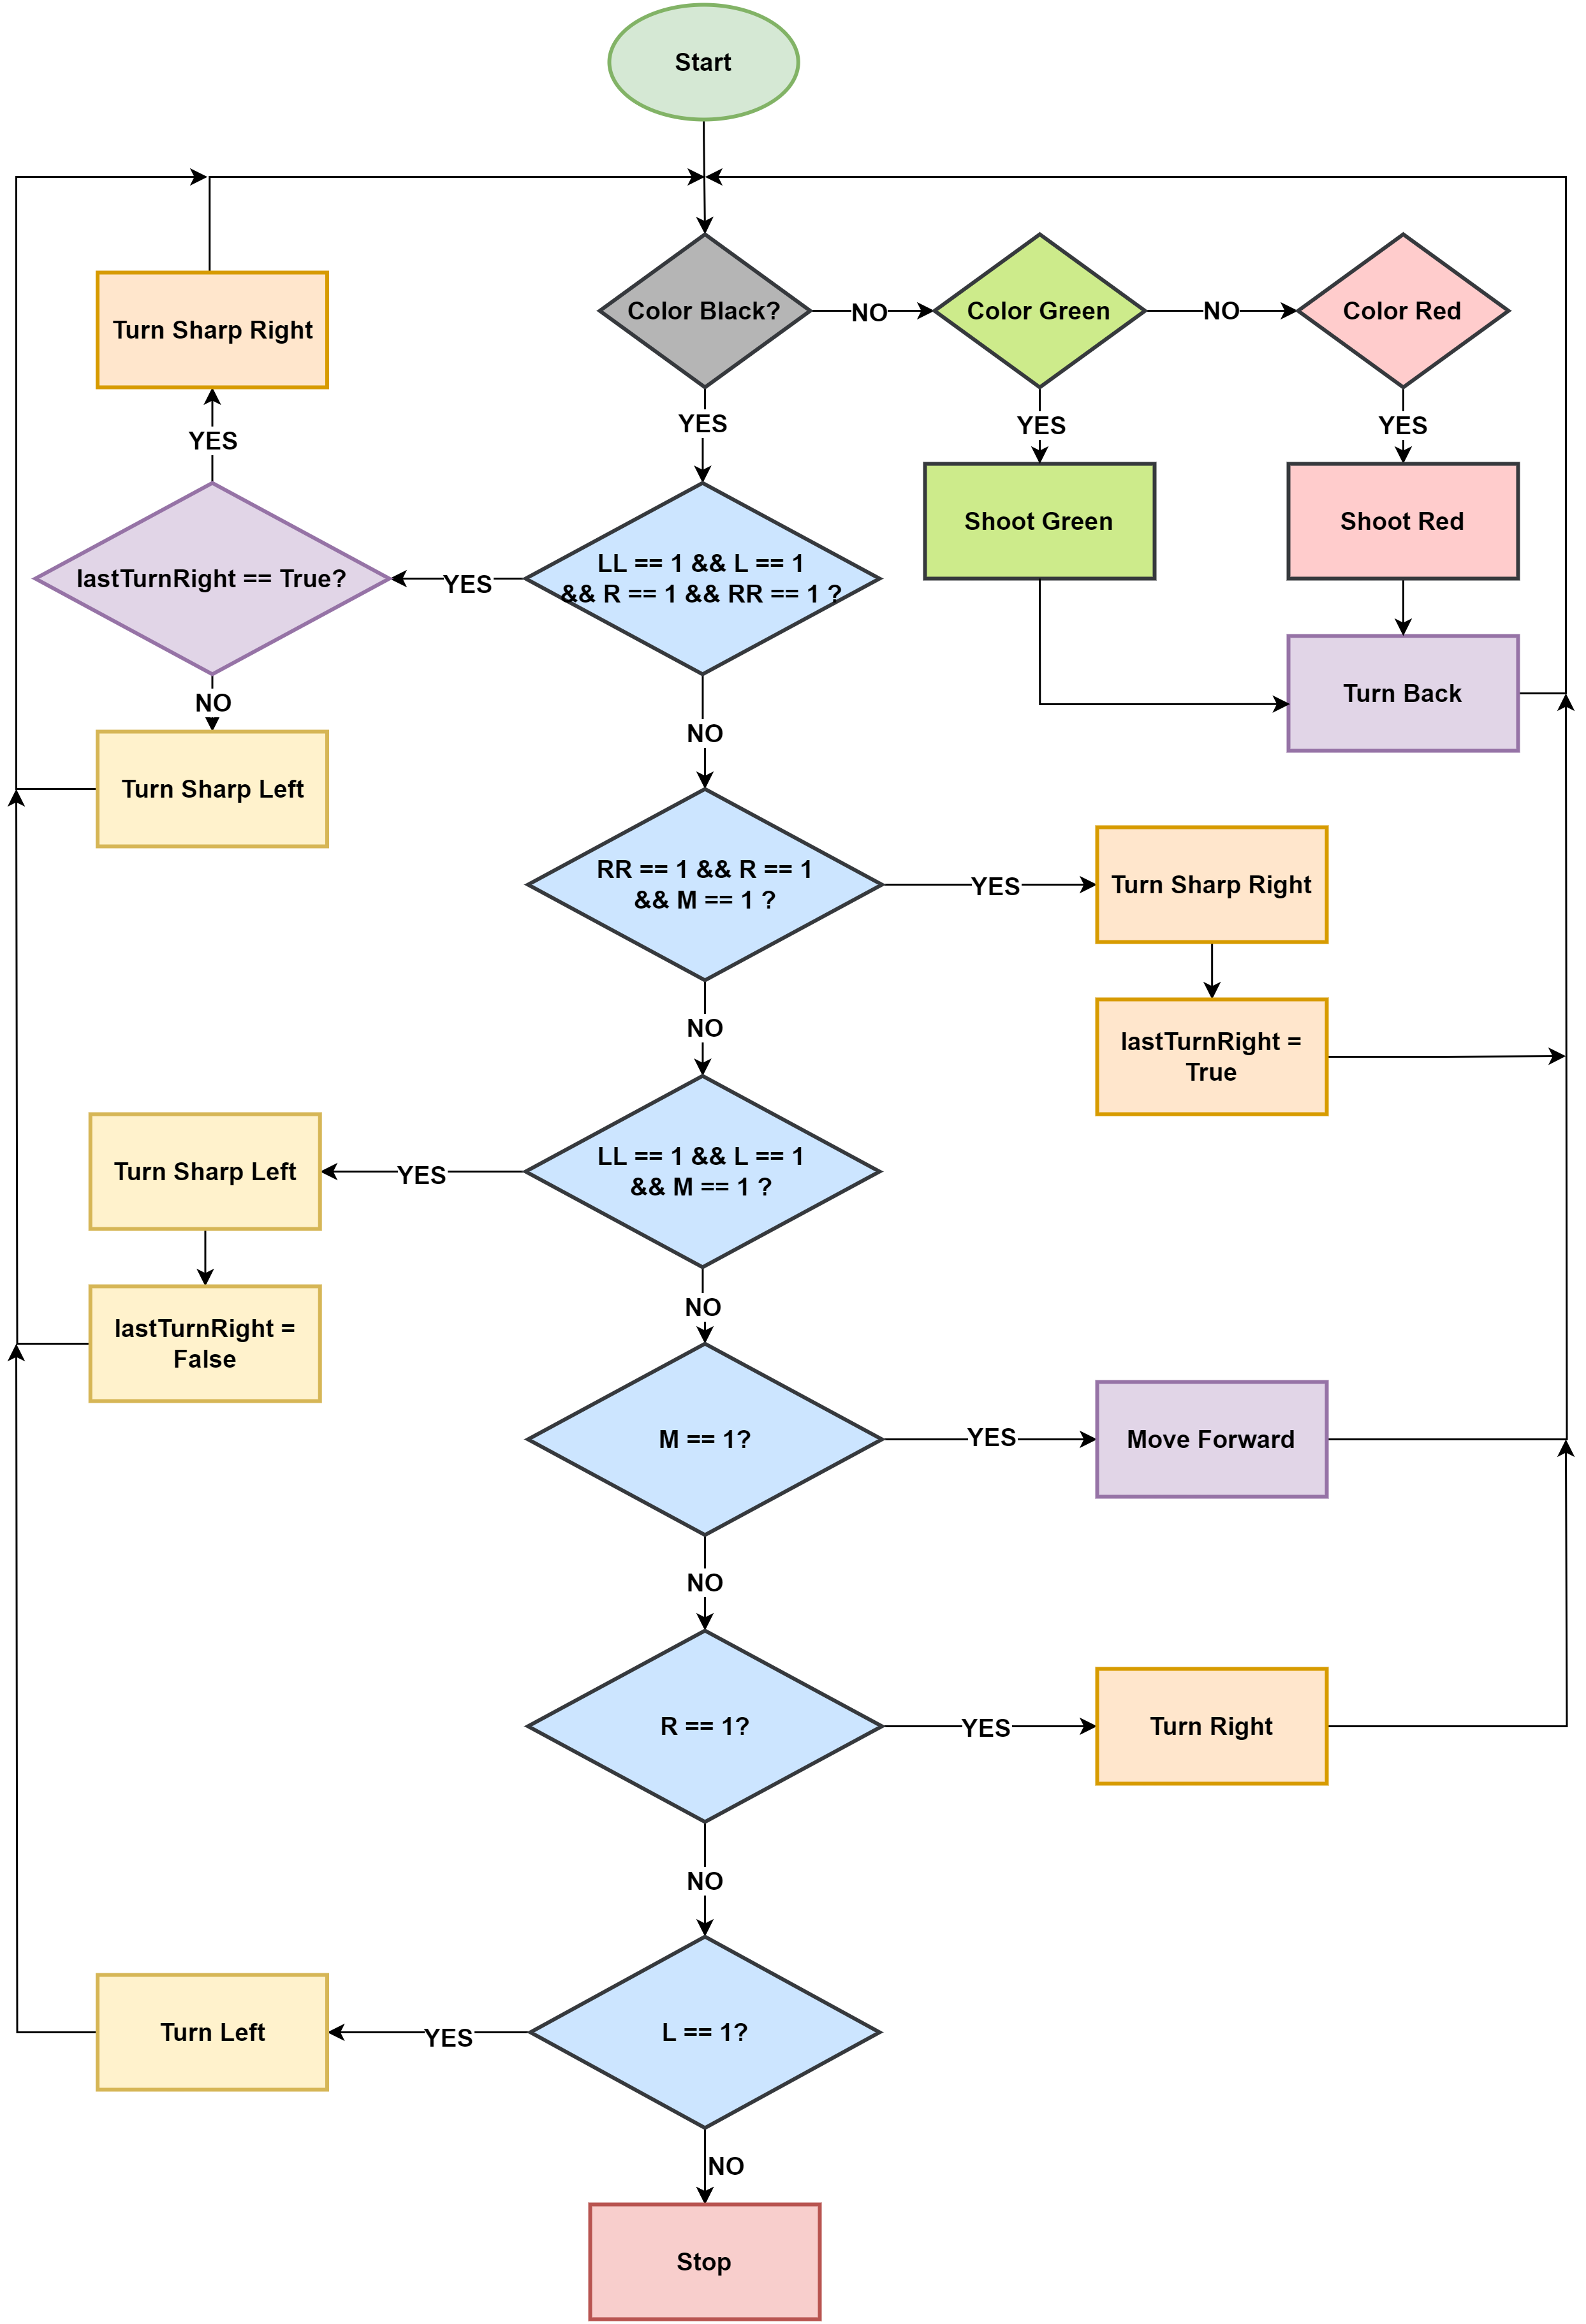 Start
Color Black?
NO
Color Green
NO
Color Red
Turn Sharp Right
YES
YES
YES
YES
lastTurnRight == True?
YES
LL == 1 && L == 1
&& R == 1 && RR == 1 ?
Shoot Green
Shoot Red
NO
NO
Turn Back
Turn Sharp Left
RR == 1 && R == 1
&& M == 1 ?
YES
Turn Sharp Right
NO
lastTurnRight =
True
Turn Sharp Left
YES
LL == 1 && L == 1
&& M == 1 ?
NO
lastTurnRight =
False
M == 1?
YES
Move Forward
NO
R == 1?
YES
Turn Right
NO
Turn Left
YES
L == 1?
NO
Stop